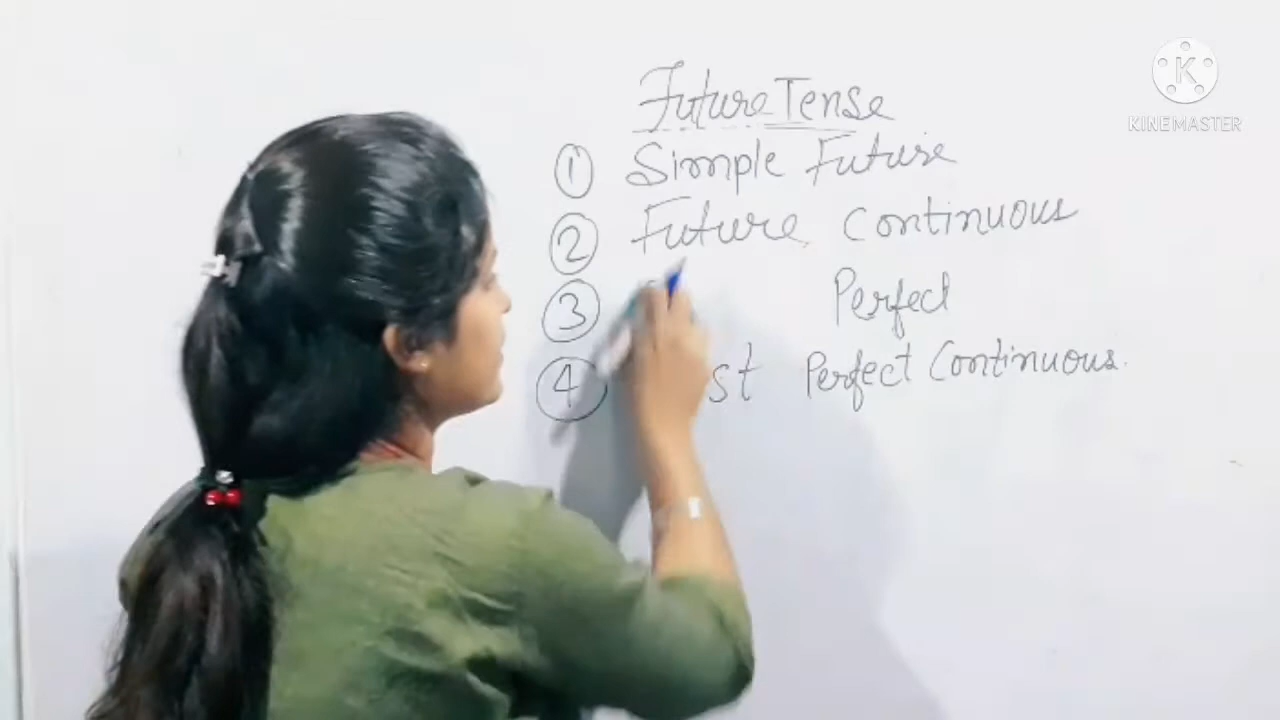 Future Tense
① Simple Future
② Future Continuous
③ Perfect
④ st Perfect Continuous.
K
KINEMASTER